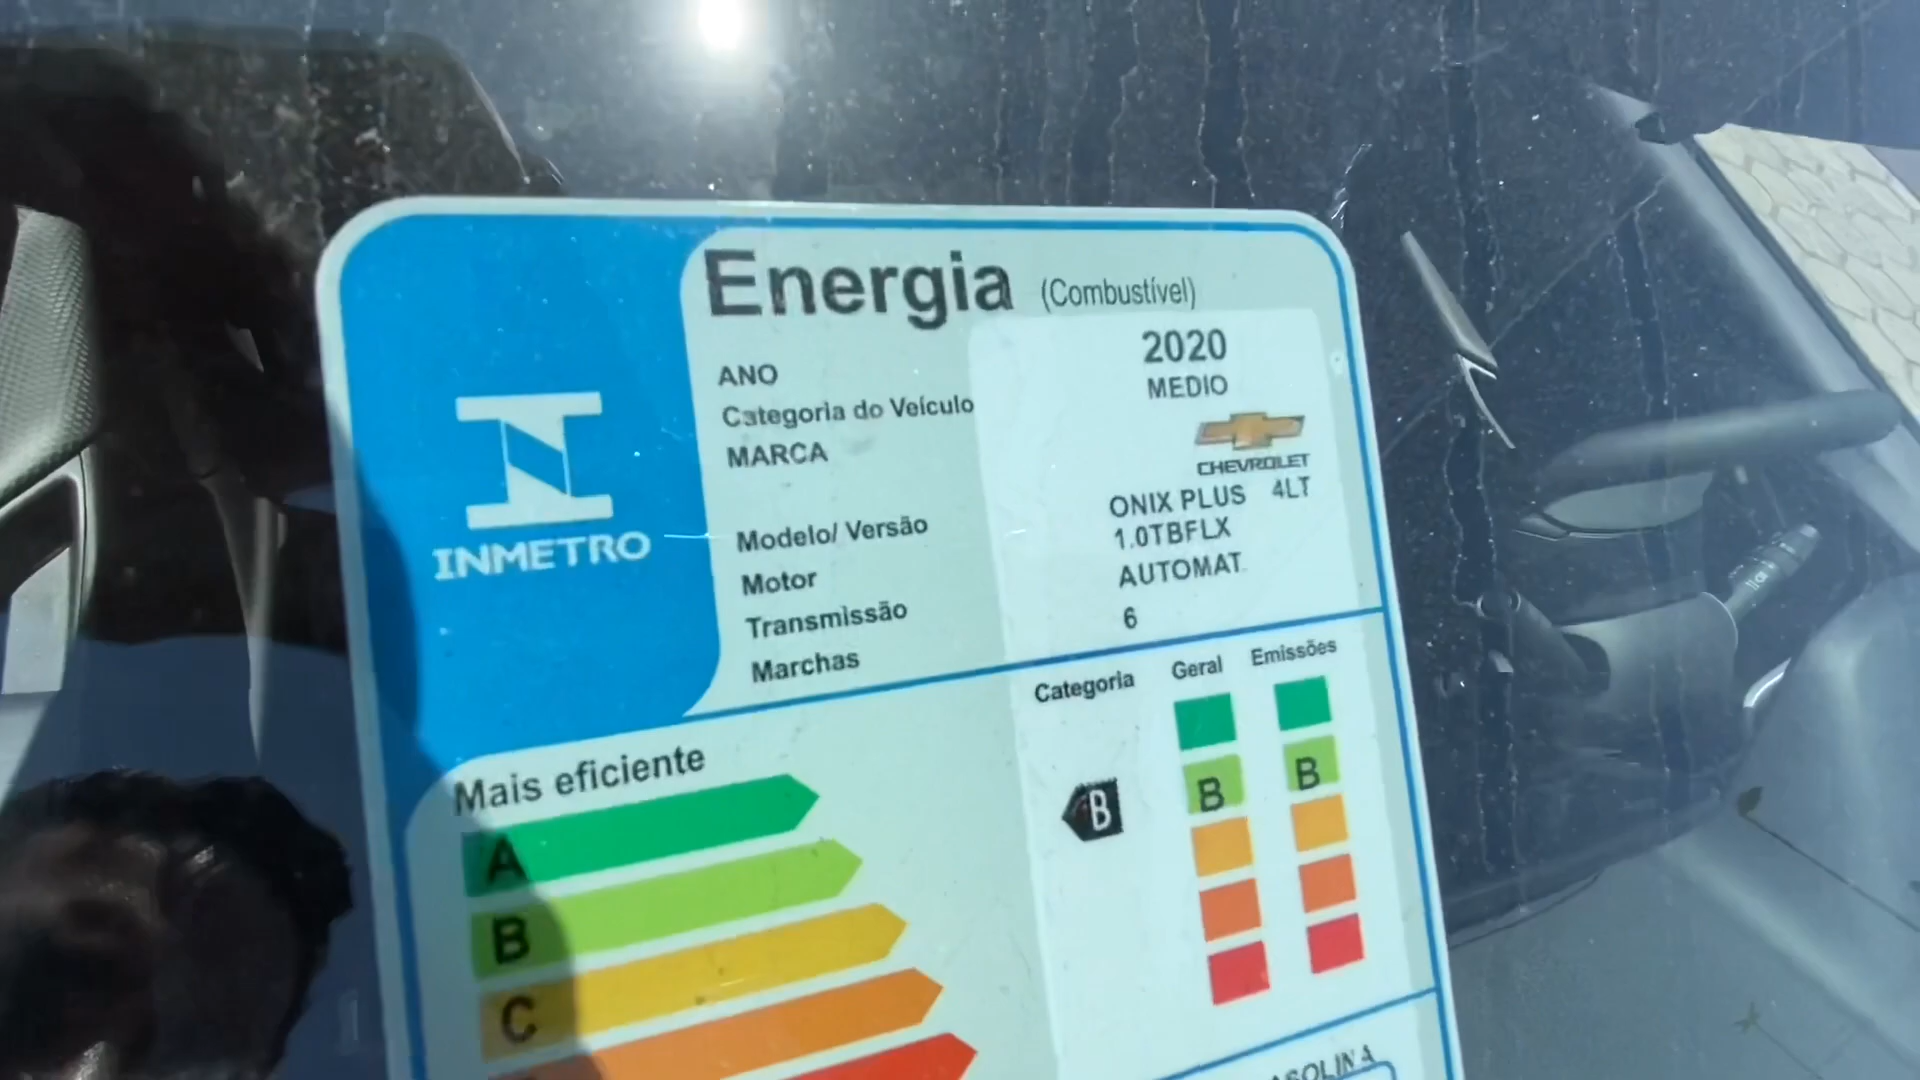 Energia (Combustível)
ANO 2020
Categoria do Veículo MEDIO
MARCA CHEVROLET
Modelo/ Versão ONIX PLUS 4LT
Motor 1.0TBFLX
Transmissão AUTOMAT.
Marchas 6
INMETRO
Categoria Geral Emissões
Mais eficiente
A
B B B B
C